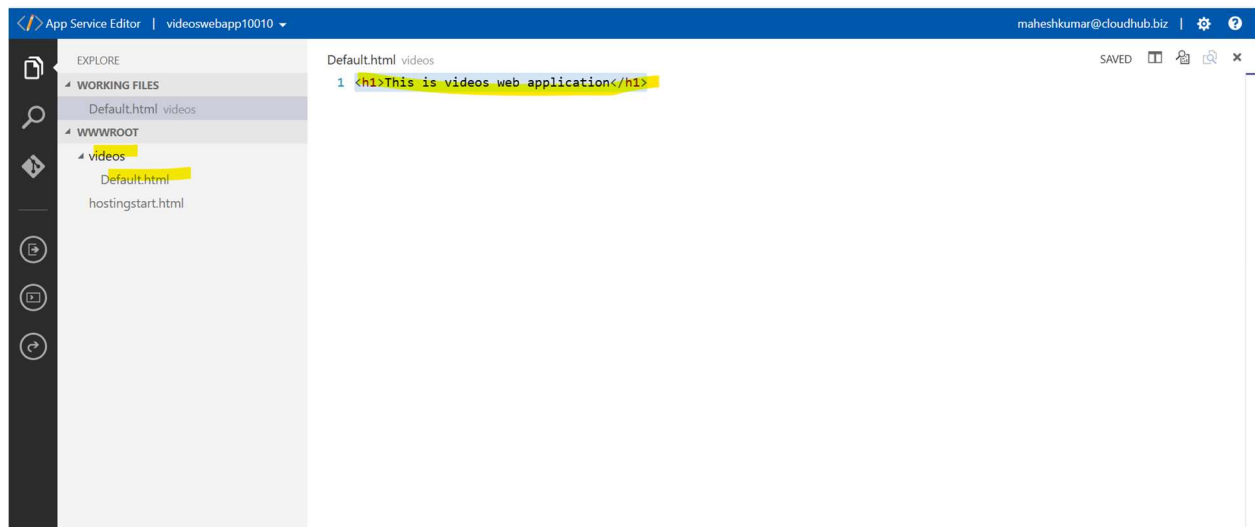 </> App Service Editor | videoswebapp10010 maheshkumar@cloudhub.biz | ?
EXPLORE
WORKING FILES
Default.html videos
WWWROOT
videos
Default.html
hostingstart.html
Default.html videos SAVED
1 <h1>This is videos web application</h1>